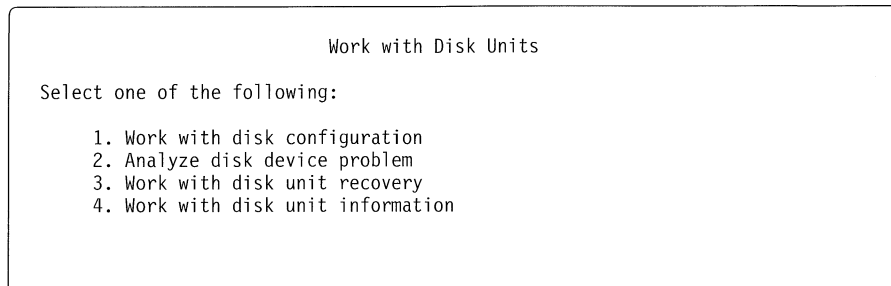 Work with Disk Units
Select one of the following:
1. Work with disk configuration
2. Analyze disk device problem
3. Work with disk unit recovery
4. Work with disk unit information